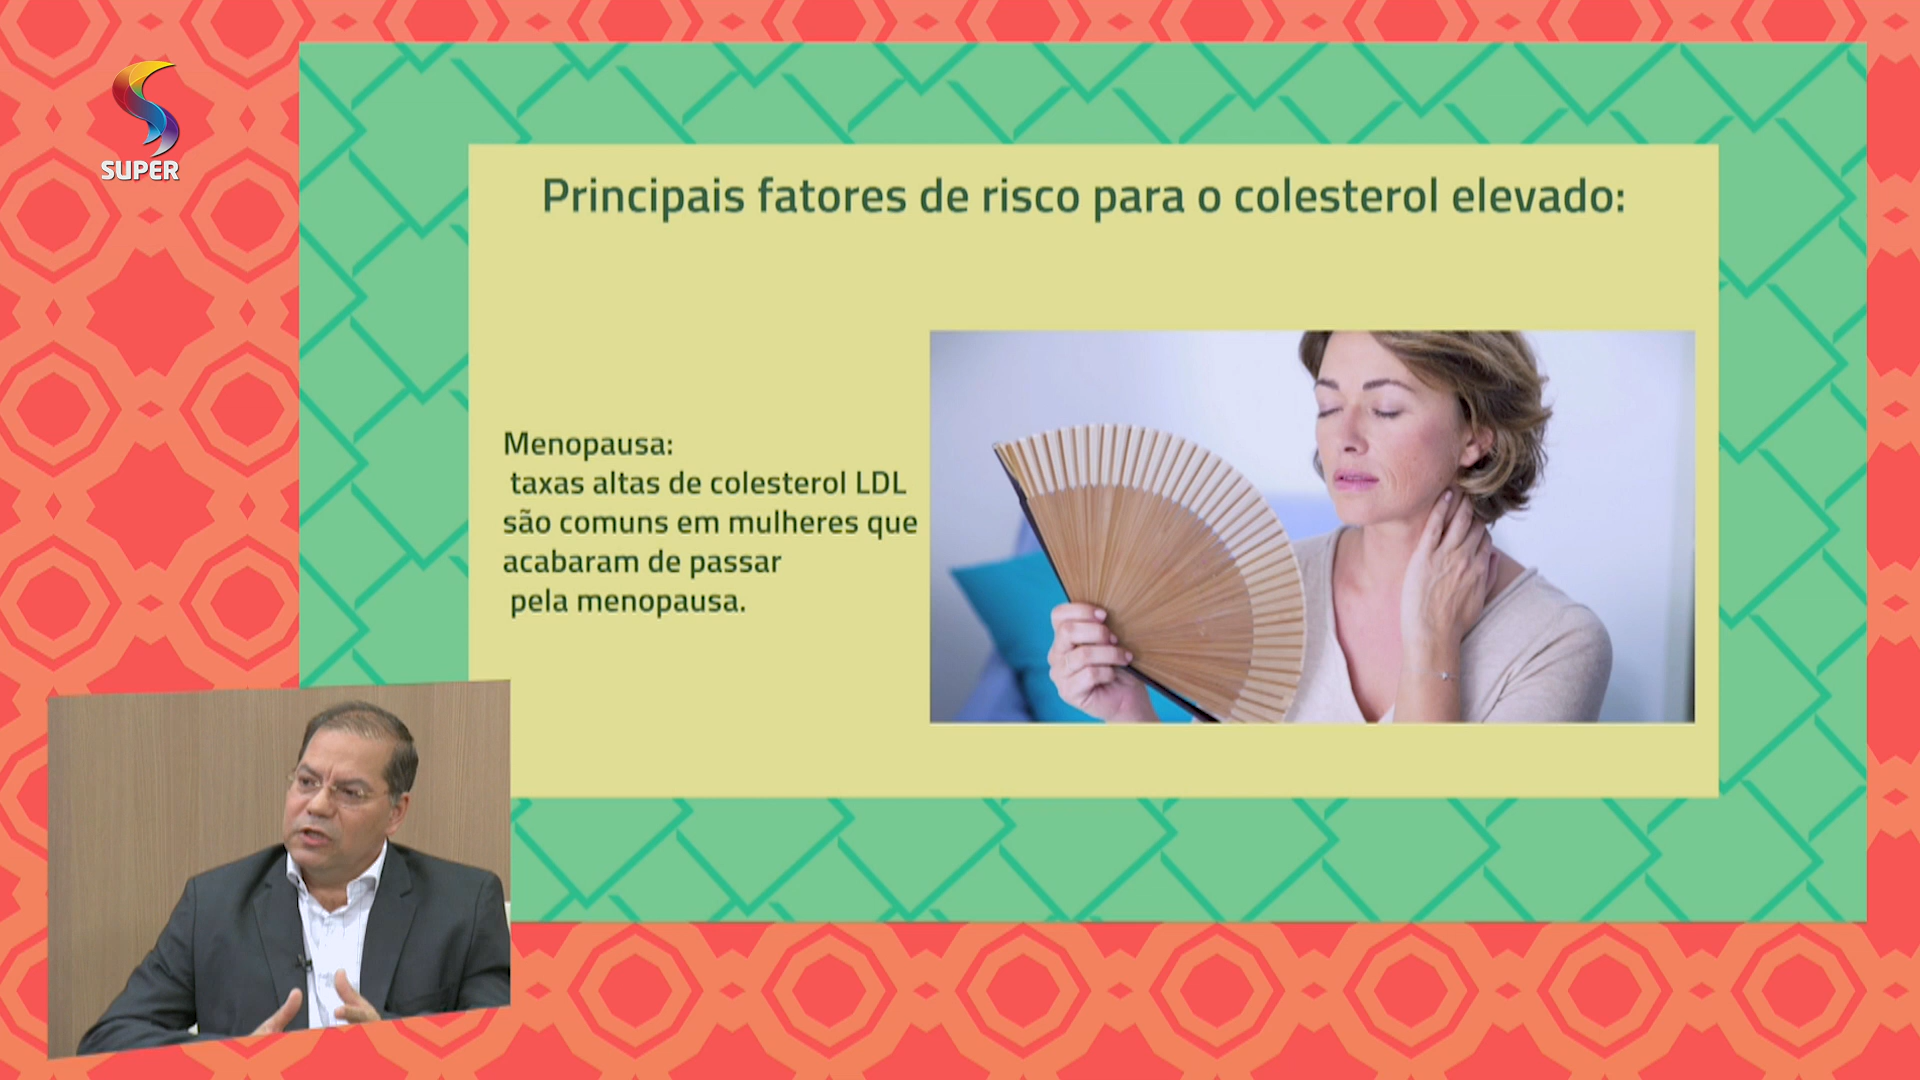 SUPER
Principais fatores de risco para o colesterol elevado:
Menopausa:
taxas altas de colesterol LDL
são comuns em mulheres que
acabaram de passar
pela menopausa.